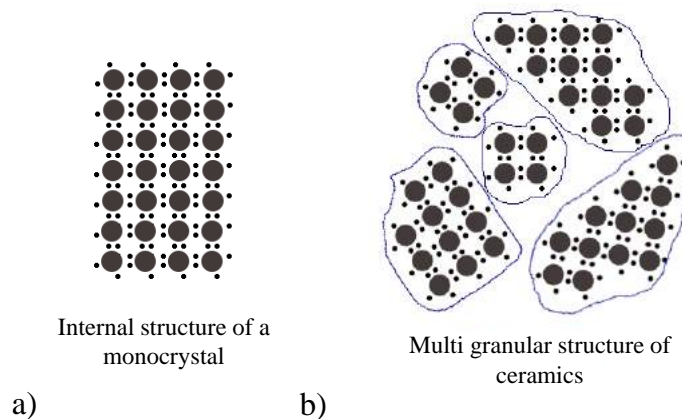 Internal structure of a
monocrystal
Multi granular structure of
ceramics
a)
b)